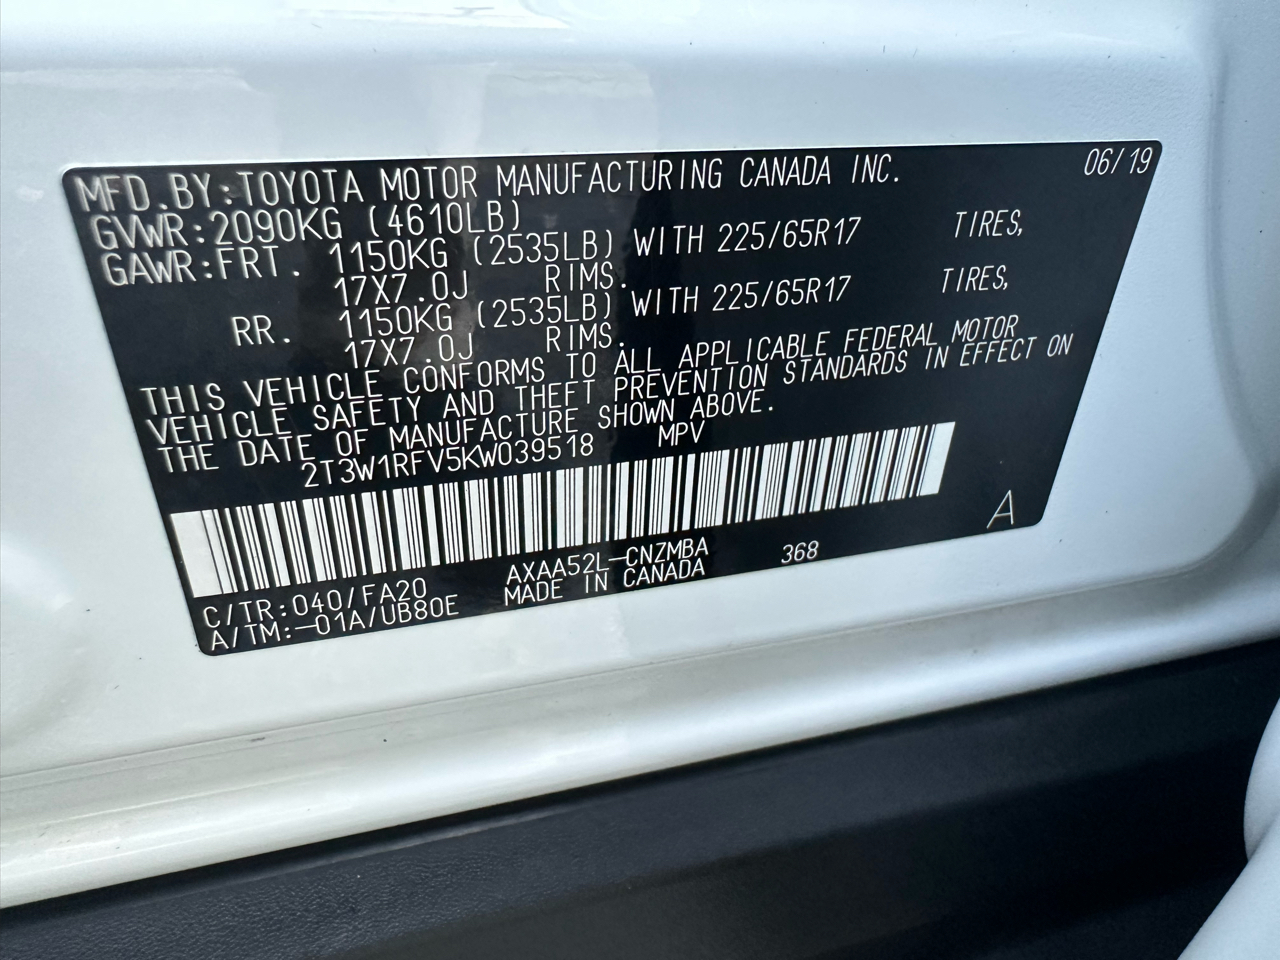 MFD.BY:TOYOTA MOTOR MANUFACTURING CANADA INC. 06/19
GVWR:2090KG (4610LB)
GAWR:FRT. 1150KG (2535LB) WITH 225/65R17 TIRES,
17X7.0J RIMS.
RR. 1150KG (2535LB) WITH 225/65R17 TIRES,
17X7.0J RIMS.
THIS VEHICLE CONFORMS TO ALL APPLICABLE FEDERAL MOTOR
VEHICLE SAFETY AND THEFT PREVENTION STANDARDS IN EFFECT ON
THE DATE OF MANUFACTURE SHOWN ABOVE.
2T3W1RFV5KW039518 MPV
A
AXAA52L-CNZMBA 368
C/TR:040/FA20 MADE IN CANADA
A/TM:-01A/UB80E